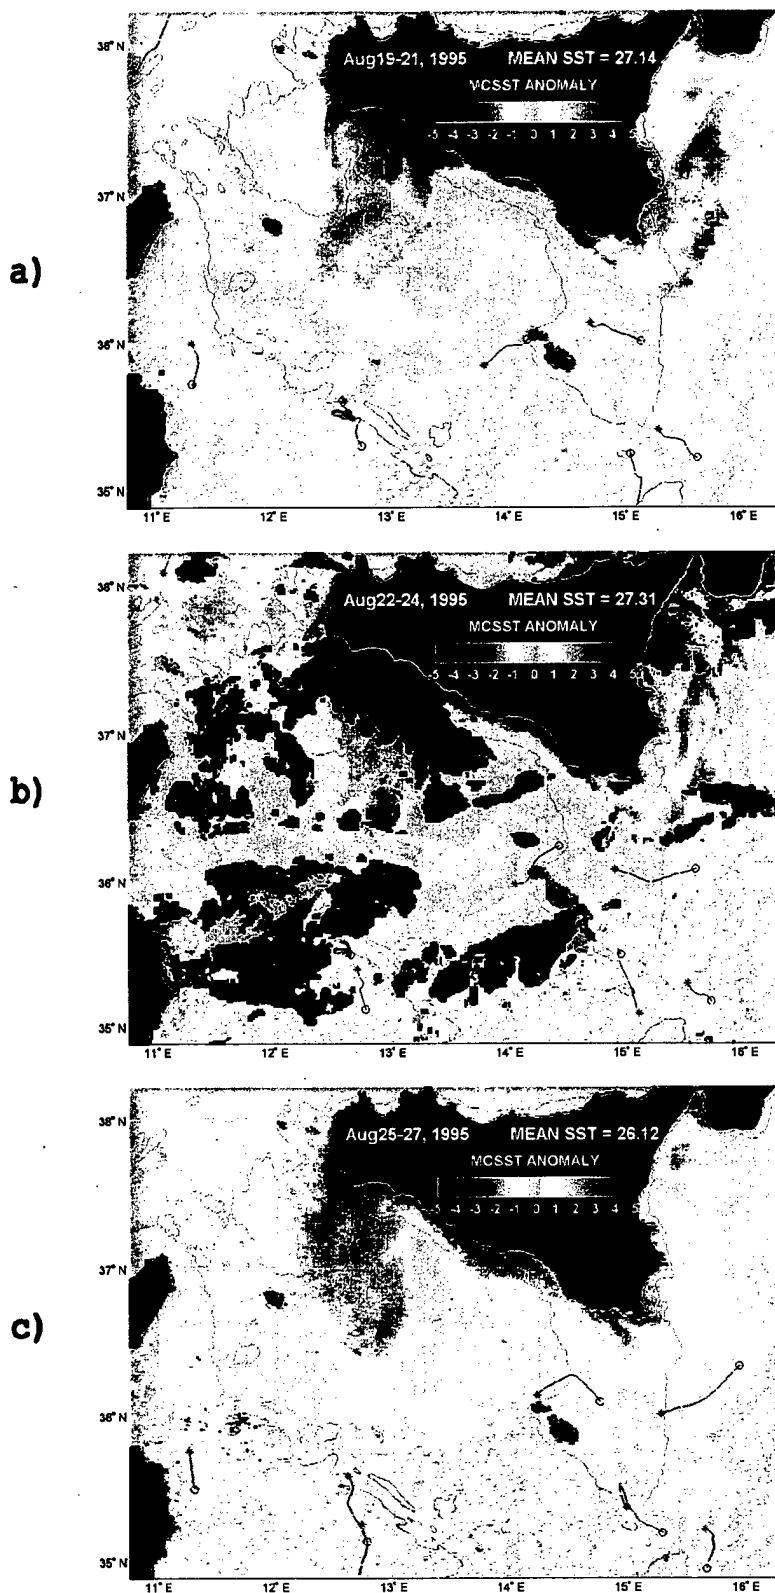 a)
38° N
37° N
36° N
35° N
Aug19-21, 1995 MEAN SST = 27.14
MCSST ANOMALY
-5 -4 -3 -2 -1 0 1 2 3 4 5
11° E 12° E 13° E 14° E 15° E 16° E
b)
38° N
37° N
36° N
35° N
Aug22-24, 1995 MEAN SST = 27.31
MCSST ANOMALY
-5 -4 -3 -2 -1 0 1 2 3 4 5
11° E 12° E 13° E 14° E 15° E 16° E
c)
38° N
37° N
36° N
35° N
Aug25-27, 1995 MEAN SST = 26.12
MCSST ANOMALY
-5 -4 -3 -2 -1 0 1 2 3 4 5
11° E 12° E 13° E 14° E 15° E 16° E